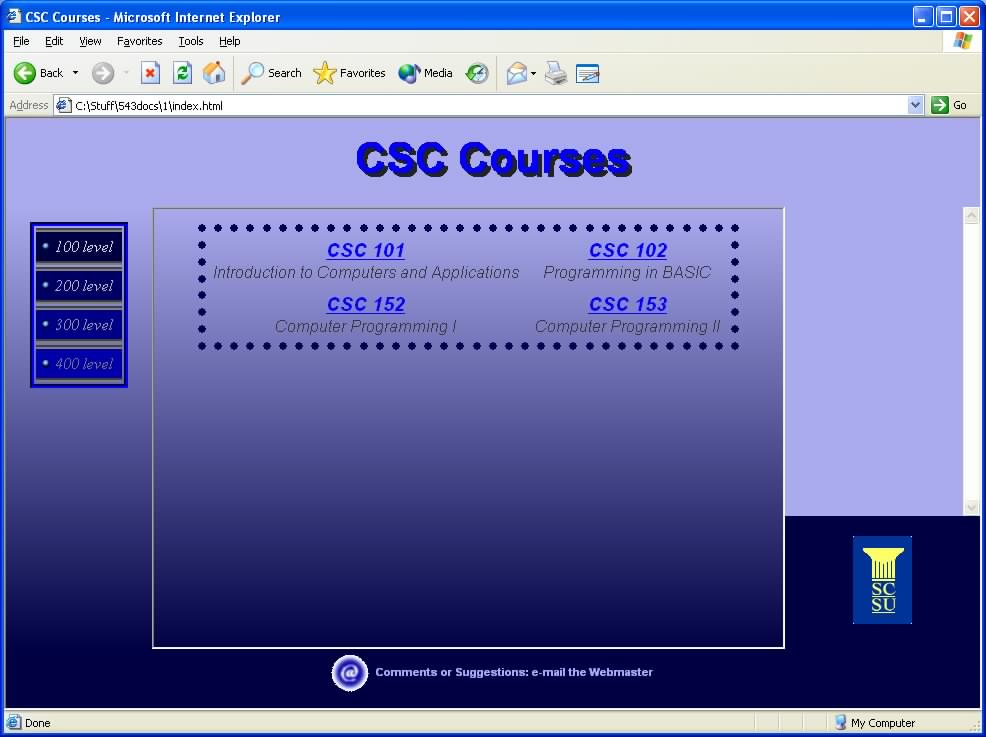 CSC Courses - Microsoft Internet Explorer
File Edit View Favorites Tools Help
Back Search Favorites Media
Address C:\Stuff\543docs\1\index.html Go
CSC Courses
100 level
200 level
300 level
400 level
CSC 101 CSC 102
Introduction to Computers and Applications Programming in BASIC
CSC 152 CSC 153
Computer Programming I Computer Programming II
SC
SU
@ Comments or Suggestions: e-mail the Webmaster
Done My Computer